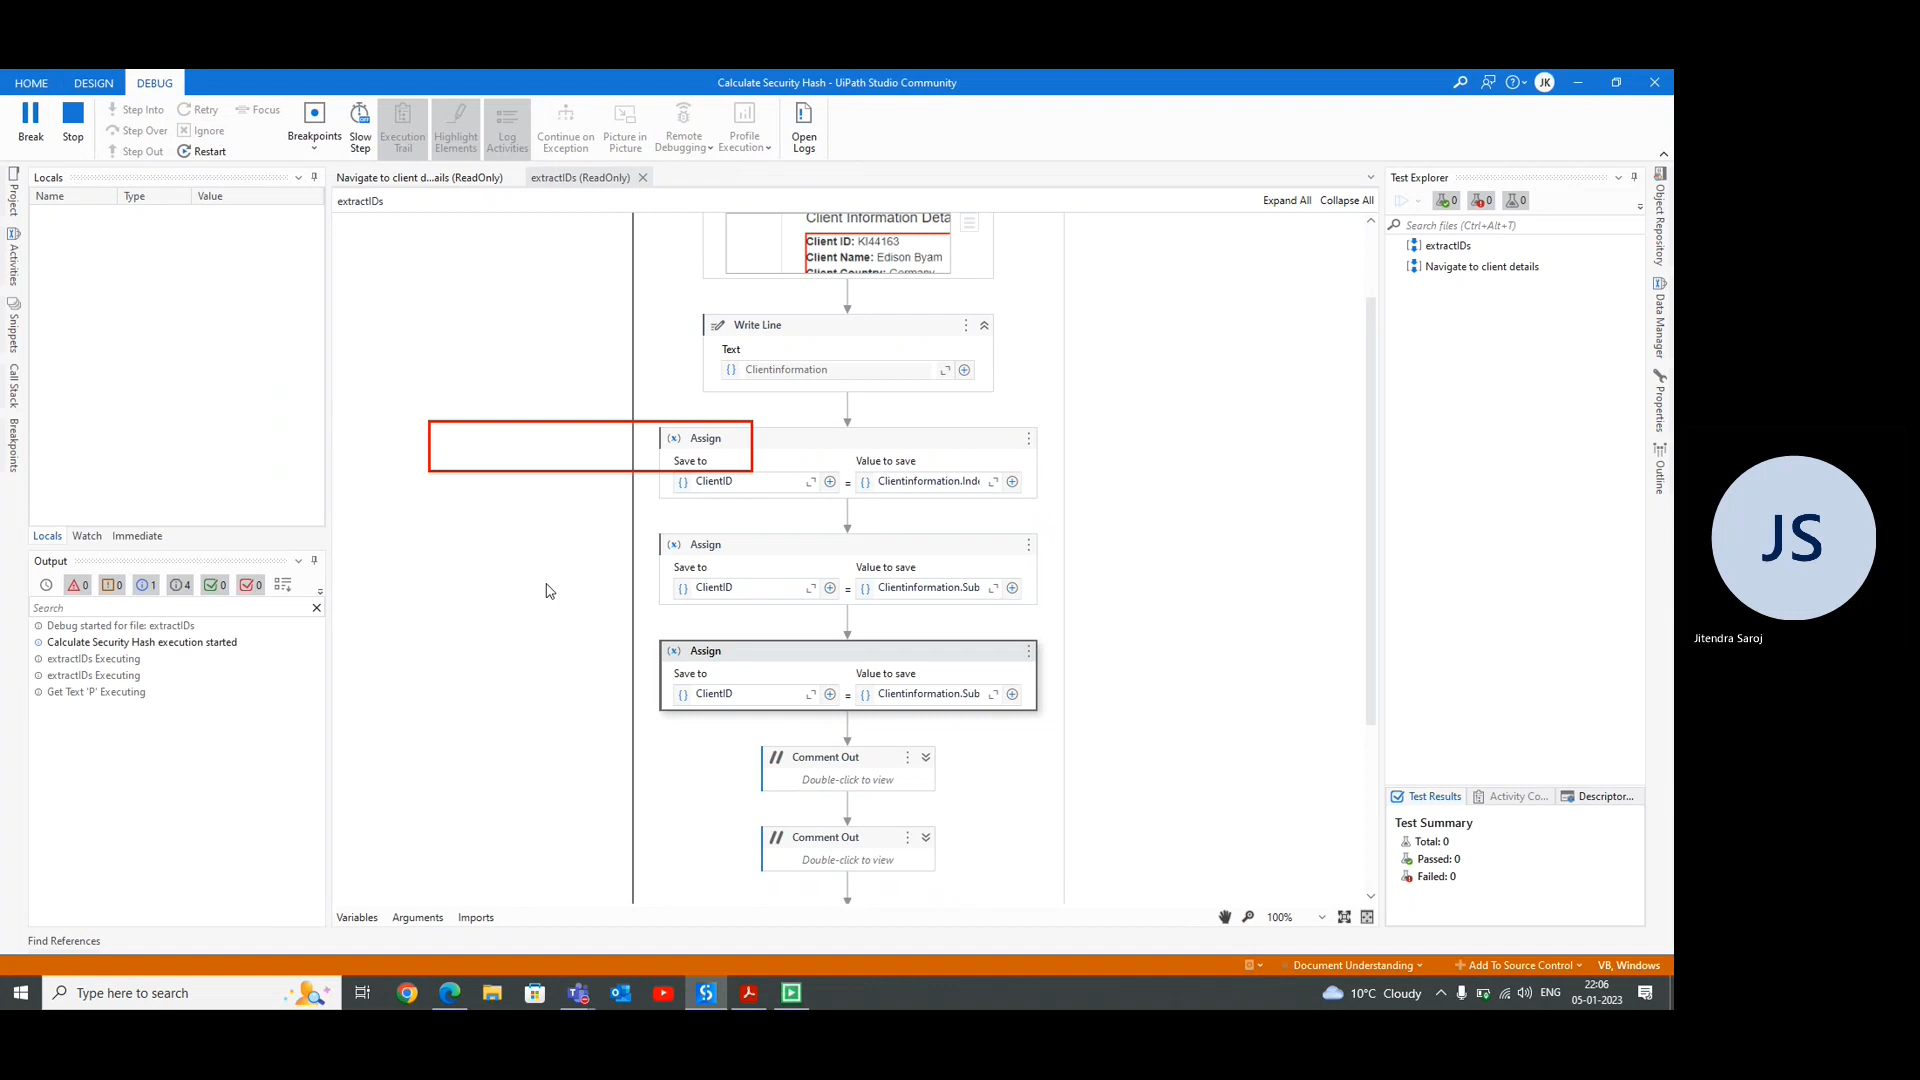 Calculate Security Hash - UiPath Studio Community
JK
HOME
DESIGN
DEBUG
Break
Stop
Step Into
Step Over
Step Out
Retry
Ignore
Restart
Focus
Breakpoints
Slow Step
Execution Trail
Highlight Elements
Log Activities
Continue on Exception
Picture in Picture
Remote Debugging
Profile Execution
Open Logs
Project
Activities
Snippets
Call Stack
Breakpoints
Locals
Name Type Value
Locals Watch Immediate
Output
0 0 1 4 0 0
Search
Debug started for file: extractIDs
Calculate Security Hash execution started
extractIDs Executing
extractIDs Executing
Get Text 'P' Executing
Find References
Navigate to client d...ails (ReadOnly)
extractIDs (ReadOnly)
extractIDs
Expand All Collapse All
Client Information Deta
Client ID: KI44163
Client Name: Edison Byam
Client Country: Germany
Write Line
Text
Clientinformation
Assign
Save to Value to save
ClientID = Clientinformation.Inde
Assign
Save to Value to save
ClientID = Clientinformation.Sub
Assign
Save to Value to save
ClientID = Clientinformation.Sub
Comment Out
Double-click to view
Comment Out
Double-click to view
Variables Arguments Imports
100%
Test Explorer
0 0 0
Search files (Ctrl+Alt+T)
extractIDs
Navigate to client details
Test Results
Activity Co...
Descriptor...
Test Summary
Total: 0
Passed: 0
Failed: 0
Object Repository
Data Manager
Properties
Outline
Document Understanding
Add To Source Control
VB, Windows
Type here to search
10°C Cloudy
ENG
22:06
05-01-2023
JS
Jitendra Saroj